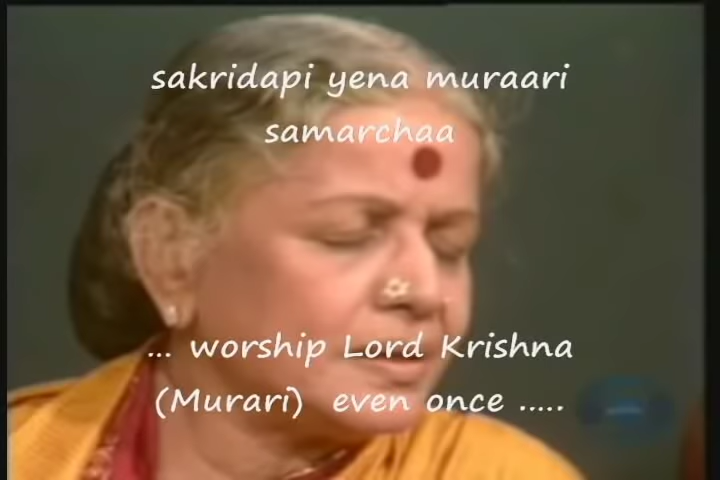 sakridapi yena muraari
samarchaa
... worship Lord Krishna
(Murari) even once .....